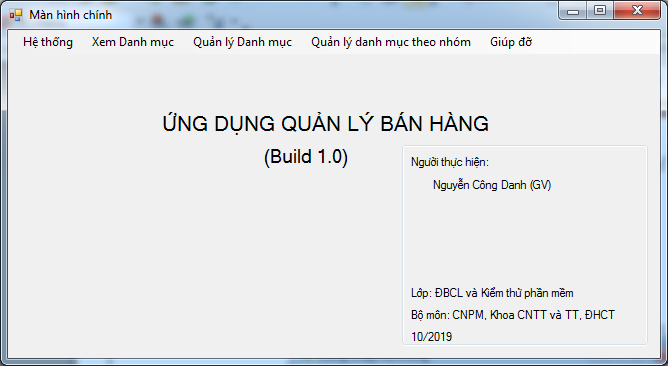 Màn hình chính
Hệ thống Xem Danh mục Quản lý Danh mục Quản lý danh mục theo nhóm Giúp đỡ
ỨNG DỤNG QUẢN LÝ BÁN HÀNG
(Build 1.0)
Người thực hiện:
Nguyễn Công Danh (GV)
Lớp: ĐBCL và Kiểm thử phần mềm
Bộ môn: CNPM, Khoa CNTT và TT, ĐHCT
10/2019